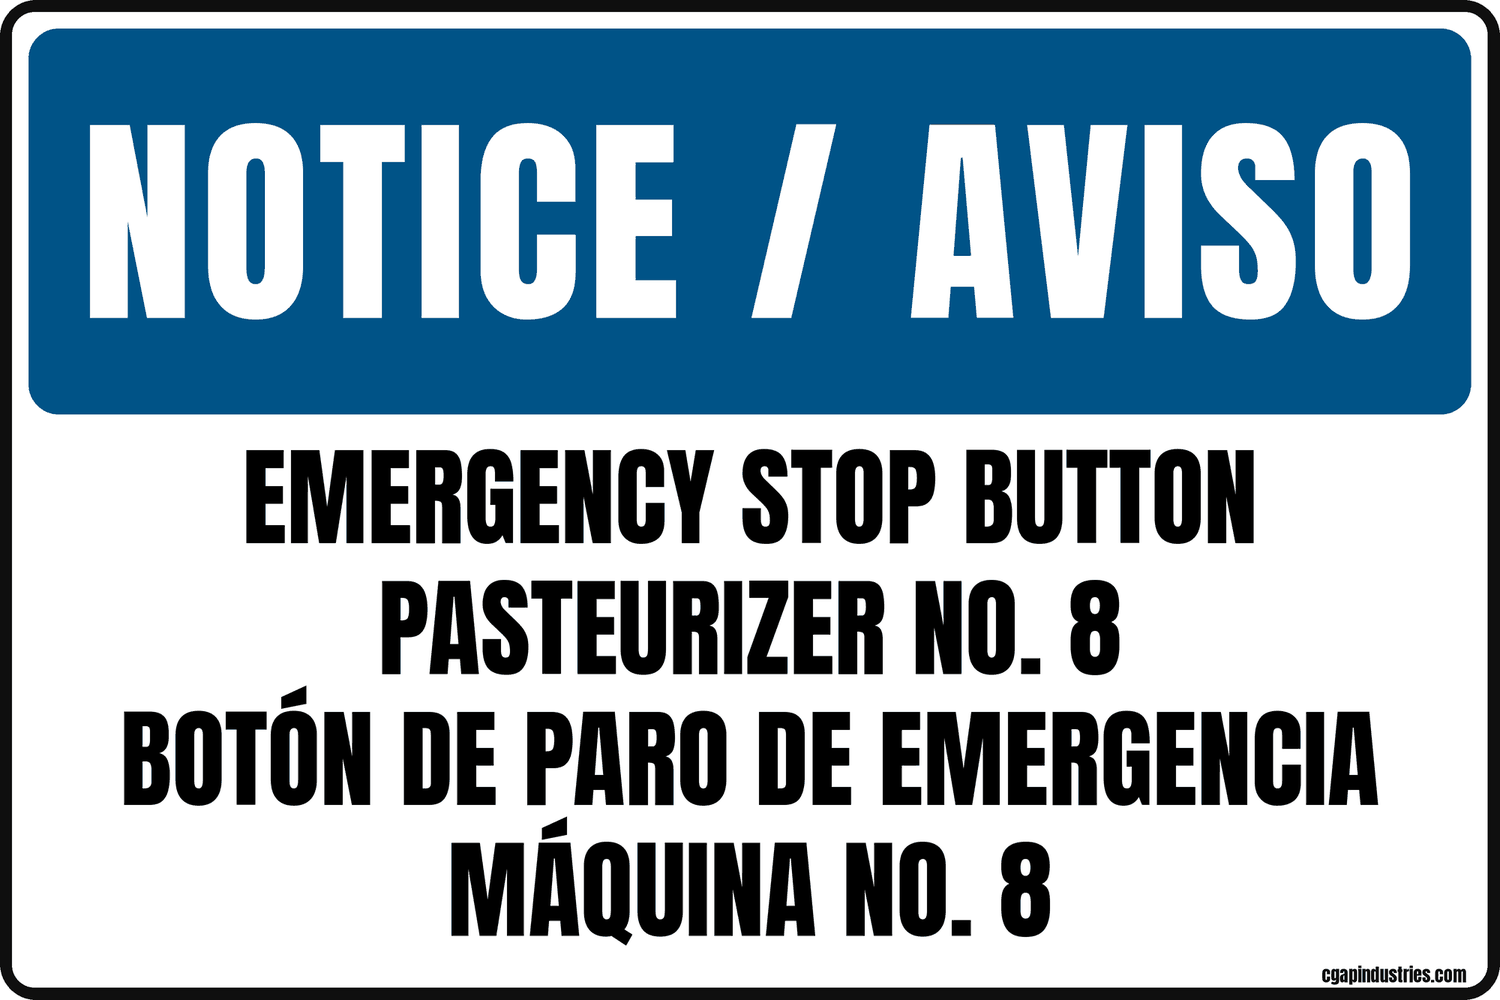 NOTICE / AVISO
EMERGENCY STOP BUTTON
PASTEURIZER NO. 8
BOTÓN DE PARO DE EMERGENCIA
MÁQUINA NO. 8
cgapindustries.com